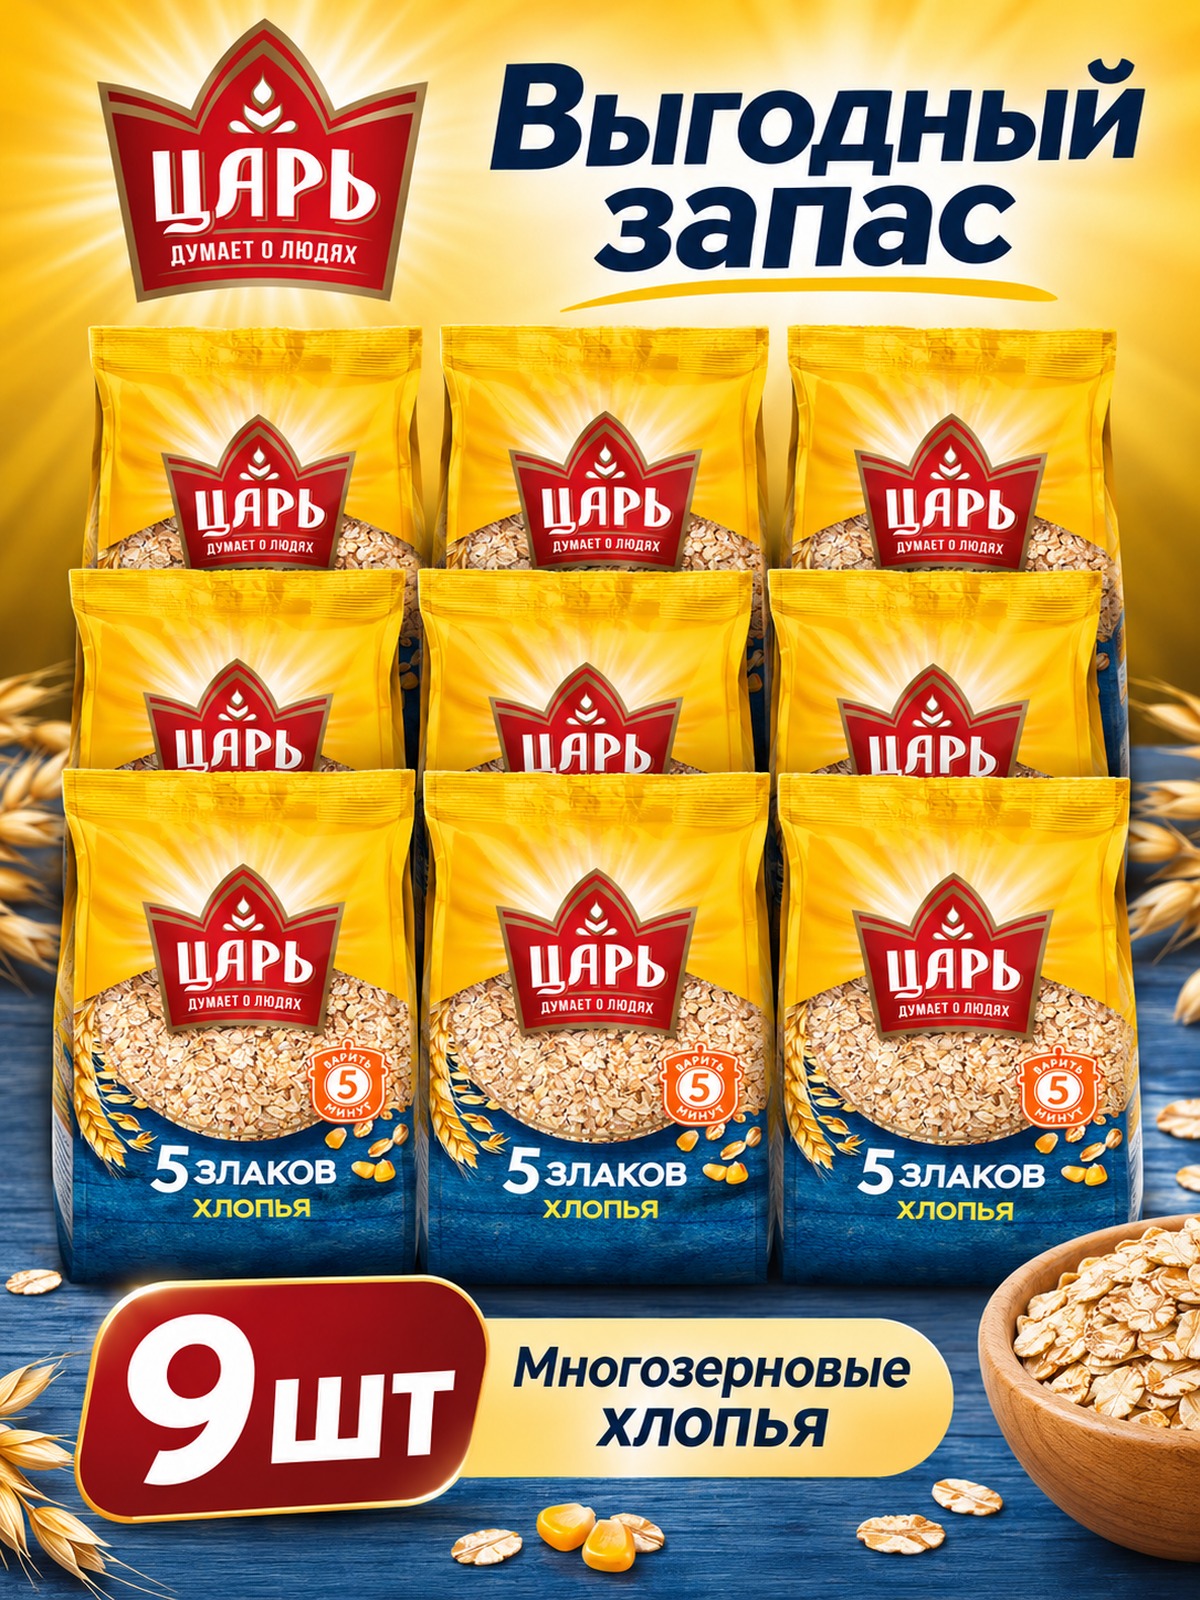 ЦАРЬ
ДУМАЕТ О ЛЮДЯХ
Выгодный
запас
ЦАРЬ
ДУМАЕТ О ЛЮДЯХ
ЦАРЬ
ДУМАЕТ О ЛЮДЯХ
ЦАРЬ
ДУМАЕТ О ЛЮДЯХ
ЦАРЬ
ЦАРЬ
ЦАРЬ
ЦАРЬ
ДУМАЕТ О ЛЮДЯХ
ВАРИТЬ
5
МИНУТ
5 ЗЛАКОВ
ХЛОПЬЯ
ЦАРЬ
ДУМАЕТ О ЛЮДЯХ
ВАРИТЬ
5
МИНУТ
5 ЗЛАКОВ
ХЛОПЬЯ
ЦАРЬ
ДУМАЕТ О ЛЮДЯХ
ВАРИТЬ
5
МИНУТ
5 ЗЛАКОВ
ХЛОПЬЯ
9 шт
Многозерновые
хлопья